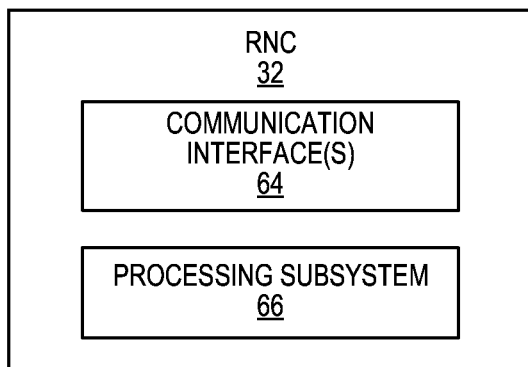 RNC
32
COMMUNICATION
INTERFACE(S)
64
PROCESSING SUBSYSTEM
66